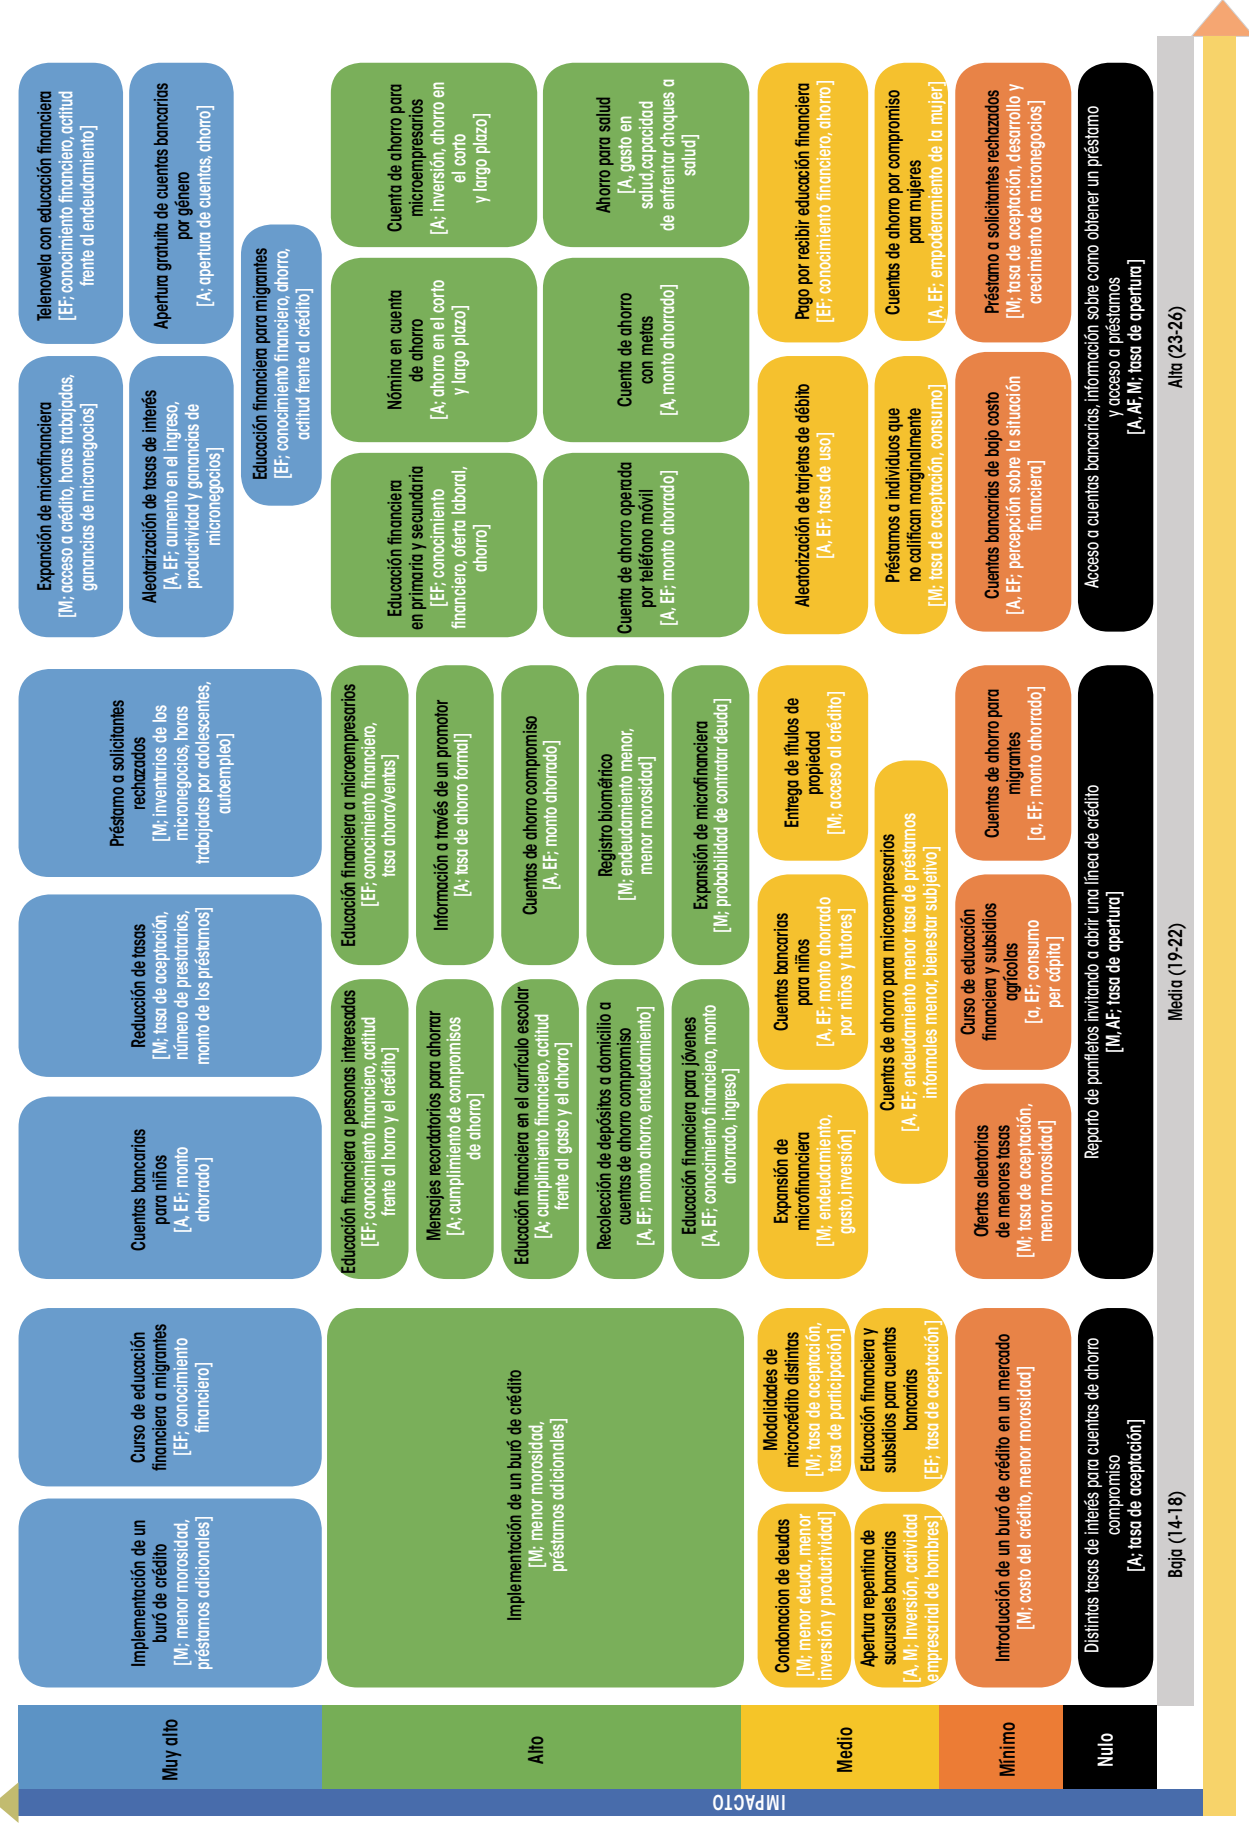 Muy alto
Implementación de un
buró de crédito
[M; menor morosidad,
préstamos adicionales]
Curso de educación
financiera a migrantes
[EF; conocimiento
financiero]
Cuentas bancarias
para niños
[A, EF; monto
ahorrado]
Reducción de tasas
[M; tasa de aceptación,
número de prestatarios,
monto de los préstamos]
Préstamo a solicitantes
rechazados
[M; inventarios de los
micronegocios, horas
trabajadas por adolescentes,
autoempleo]
Expanción de microfinanciera
[M; acceso a crédito, horas trabajadas,
ganancias de micronegocios]
Telenovela con educación financiera
[EF; conocimiento financiero, actitud
frente al endeudamiento]
Aleotarización de tasas de interés
[A, EF; aumento en el ingreso,
productividad y ganancias de
micronegocios]
Apertura gratuita de cuentas bancarias
por género
[A; apertura de cuentas, ahorro]
Educación financiera para migrantes
[EF; conocimiento financiero, ahorro,
actitud frente al crédito]
Alto
Implementación de un buró de crédito
[M; menor morosidad,
préstamos adicionales]
Educación financiera a personas interesadas
[EF; conocimiento financiero, actitud
frente al horro y el crédito]
Educación financiera a microempresarios
[EF; conocimiento financiero,
tasa ahorro/ventas]
Mensajes recordatorios para ahorrar
[A; cumplimiento de compromisos
de ahorro]
Información a través de un promotor
[A; tasa de ahorro formal]
Educación financiera en el currículo escolar
[A; cumplimiento financiero, actitud
frente al gasto y el ahorro]
Cuentas de ahorro compromiso
[A, EF; monto ahorrado]
Recolección de depósitos a domicilio a
cuentas de ahorro compromiso
[A, EF; monto ahorro, endeudamiento]
Registro biométrico
[M; endeudamiento menor,
menor morosidad]
Educación financiera para jóvenes
[A, EF; conocimiento financiero, monto
ahorrado, ingreso]
Expansión de microfinanciera
[M; probabilidad de contratar deuda]
Educación financiera
en primaria y secundaria
[EF; conocimiento
financiero, oferta laboral,
ahorro]
Nómina en cuenta
de ahorro
[A; ahorro en el corto
y largo plazo]
Cuenta de ahorro para
microempresarios
[A; inversión, ahorro en
el corto
y largo plazo]
Cuenta de ahorro operada
por teléfono móvil
[A, EF; monto ahorrado]
Cuenta de ahorro
con metas
[A, monto ahorrado]
Ahorro para salud
[A, gasto en
salud,capacidad
de enfrentar choques a
salud]
Medio
Condonacion de deudas
[M; menor deuda, menor
inversión y productividad]
Modalidades de
microcrédito distintas
[M; tasa de aceptación,
tasa de participación]
Apertura repentina de
sucursales bancarias
[A, M; Inversión, actividad
empresarial de hombres]
Educación financiera y
subsidios para cuentas
bancarias
[EF; tasa de aceptación]
Expansión de
microfinanciera
[M; endeudamiento,
gasto,inversión]
Cuentas bancarias
para niños
[A, EF; monto ahorrado
por niños y tutores]
Entrega de títulos de
propiedad
[M; acceso al crédito]
Cuentas de ahorro para microempresarios
[A, EF; endeudamiento menor tasa de préstamos
informales menor, bienestar subjetivo]
Aleatorización de tarjetas de débito
[A, EF; tasa de uso]
Pago por recibir educación financiera
[EF; conocimiento financiero, ahorro]
Préstamos a individuos que
no califican marginalmente
[M; tasa de aceptación, consumo]
Cuentas de ahorro por compromiso
para mujeres
[A, EF; empoderamiento de la mujer]
Mínimo
Introducción de un buró de crédito en un mercado
[M; costo del crédito, menor morosidad]
Ofertas aleatorias
de menores tasas
[M; tasa de aceptación,
menor morosidad]
Curso de educación
financiera y subsidios
agrícolas
[a, EF; consumo
per cápita]
Cuentas de ahorro para
migrantes
[a, EF; monto ahorrado]
Cuentas bancarias de bajo costo
[A, EF; percepción sobre la situación
financiera]
Préstamo a solicitantes rechazados
[M; tasa de aceptación, desarrollo y
crecimiento de micronegocios]
Nulo
Distintas tasas de interés para cuentas de ahorro
compromiso
[A; tasa de aceptación]
Reparto de panfletos invitando a abrir una línea de crédito
[M, AF; tasa de apertura]
Acceso a cuentas bancarias, información sobre como obtener un préstamo
y acceso a préstamos
[A, AF, M; tasa de apertura]
Baja (14-18)
Media (19-22)
Alta (23-26)
IMPACTO